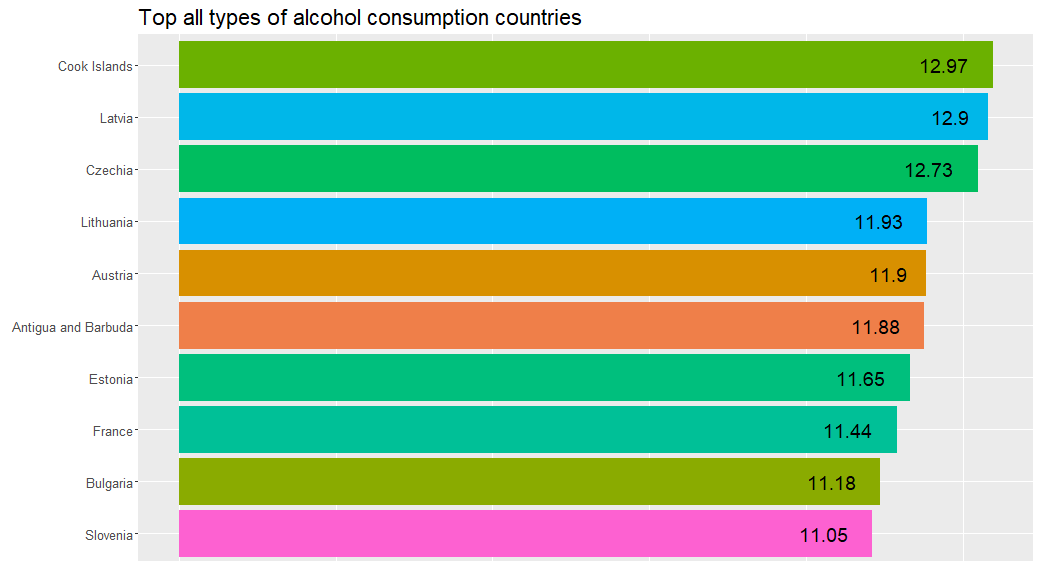 Top all types of alcohol consumption countries
Cook Islands 12.97
Latvia 12.9
Czechia 12.73
Lithuania 11.93
Austria 11.9
Antigua and Barbuda 11.88
Estonia 11.65
France 11.44
Bulgaria 11.18
Slovenia 11.05